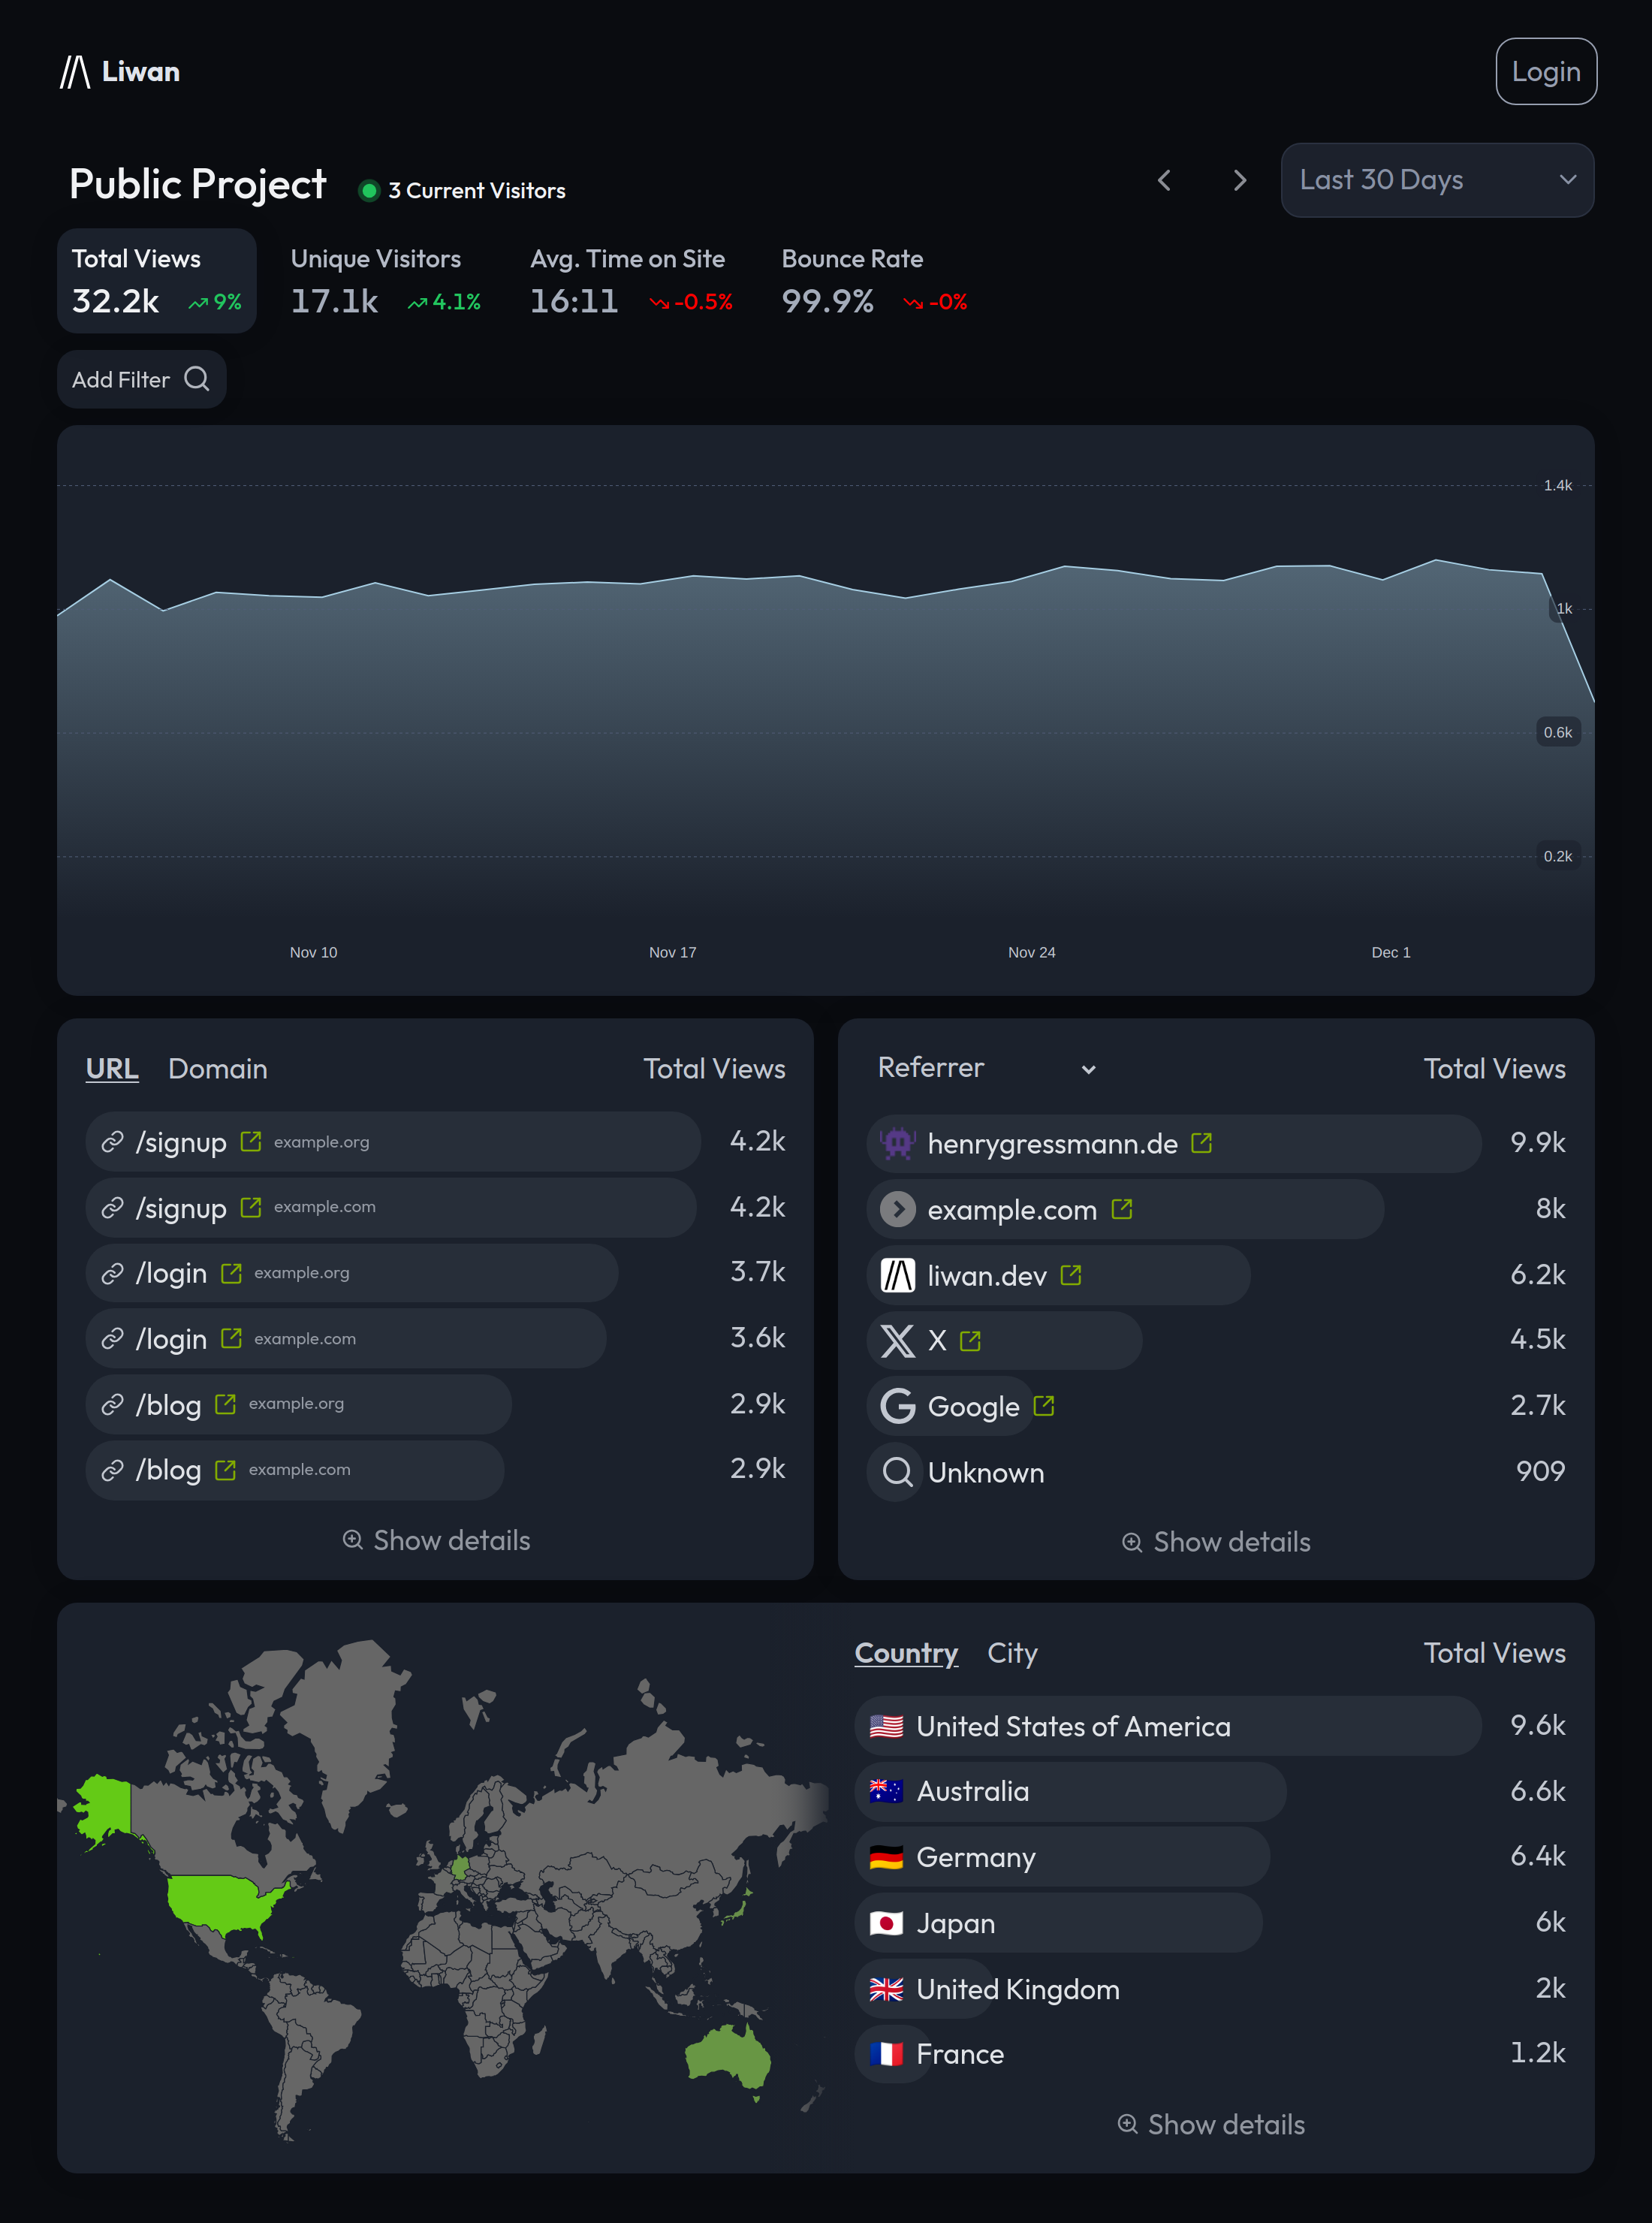 Liwan
Login
Public Project
3 Current Visitors
Last 30 Days
Total Views
32.2k 9%
Unique Visitors
17.1k 4.1%
Avg. Time on Site
16:11 -0.5%
Bounce Rate
99.9% -0%
Add Filter
1.4k
1k
0.6k
0.2k
Nov 10 Nov 17 Nov 24 Dec 1
URL Domain Total Views
/signup example.org 4.2k
/signup example.com 4.2k
/login example.org 3.7k
/login example.com 3.6k
/blog example.org 2.9k
/blog example.com 2.9k
Show details
Referrer Total Views
henrygressmann.de 9.9k
example.com 8k
liwan.dev 6.2k
X 4.5k
Google 2.7k
Unknown 909
Show details
Country City Total Views
United States of America 9.6k
Australia 6.6k
Germany 6.4k
Japan 6k
United Kingdom 2k
France 1.2k
Show details